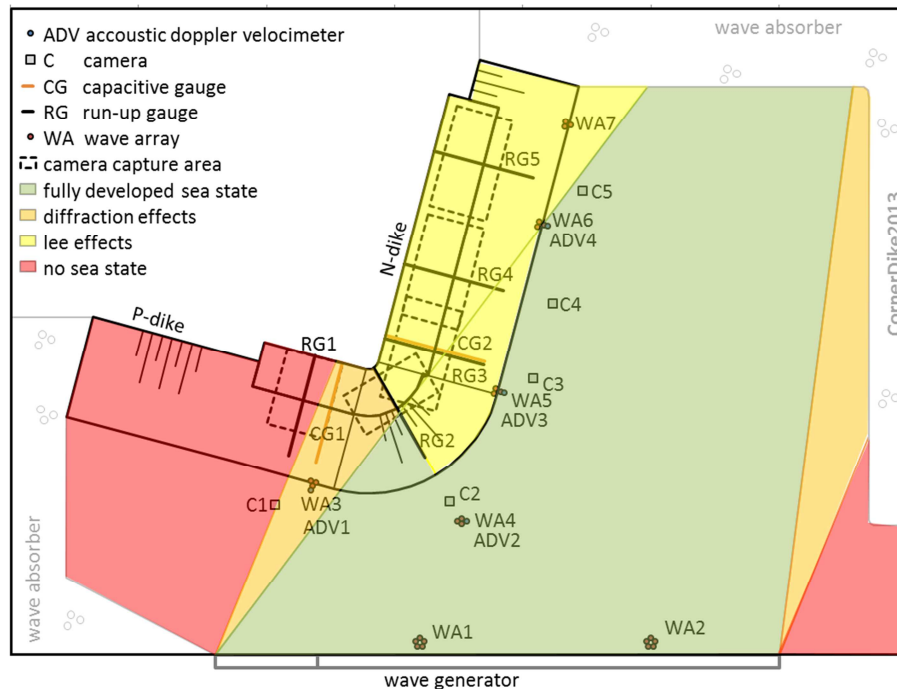 wave absorber
ADV accoustic doppler velocimeter
C camera
CG capacitive gauge
RG run-up gauge
WA wave array
camera capture area
fully developed sea state
diffraction effects
lee effects
no sea state
WA7
RG5
C5
WA6
ADV4
N-dike
CornerDike2013
RG4
C4
P-dike
RG1
CG2
RG3
C3
WA5
ADV3
CG1
RG2
C1
WA3
ADV1
C2
WA4
ADV2
wave absorber
WA1
WA2
wave generator